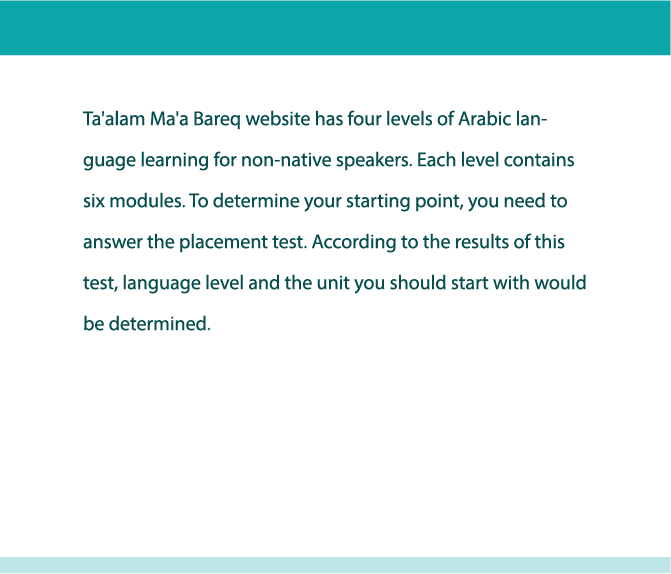 Ta'alam Ma'a Bareq website has four levels of Arabic lan-
guage learning for non-native speakers. Each level contains
six modules. To determine your starting point, you need to
answer the placement test. According to the results of this
test, language level and the unit you should start with would
be determined.